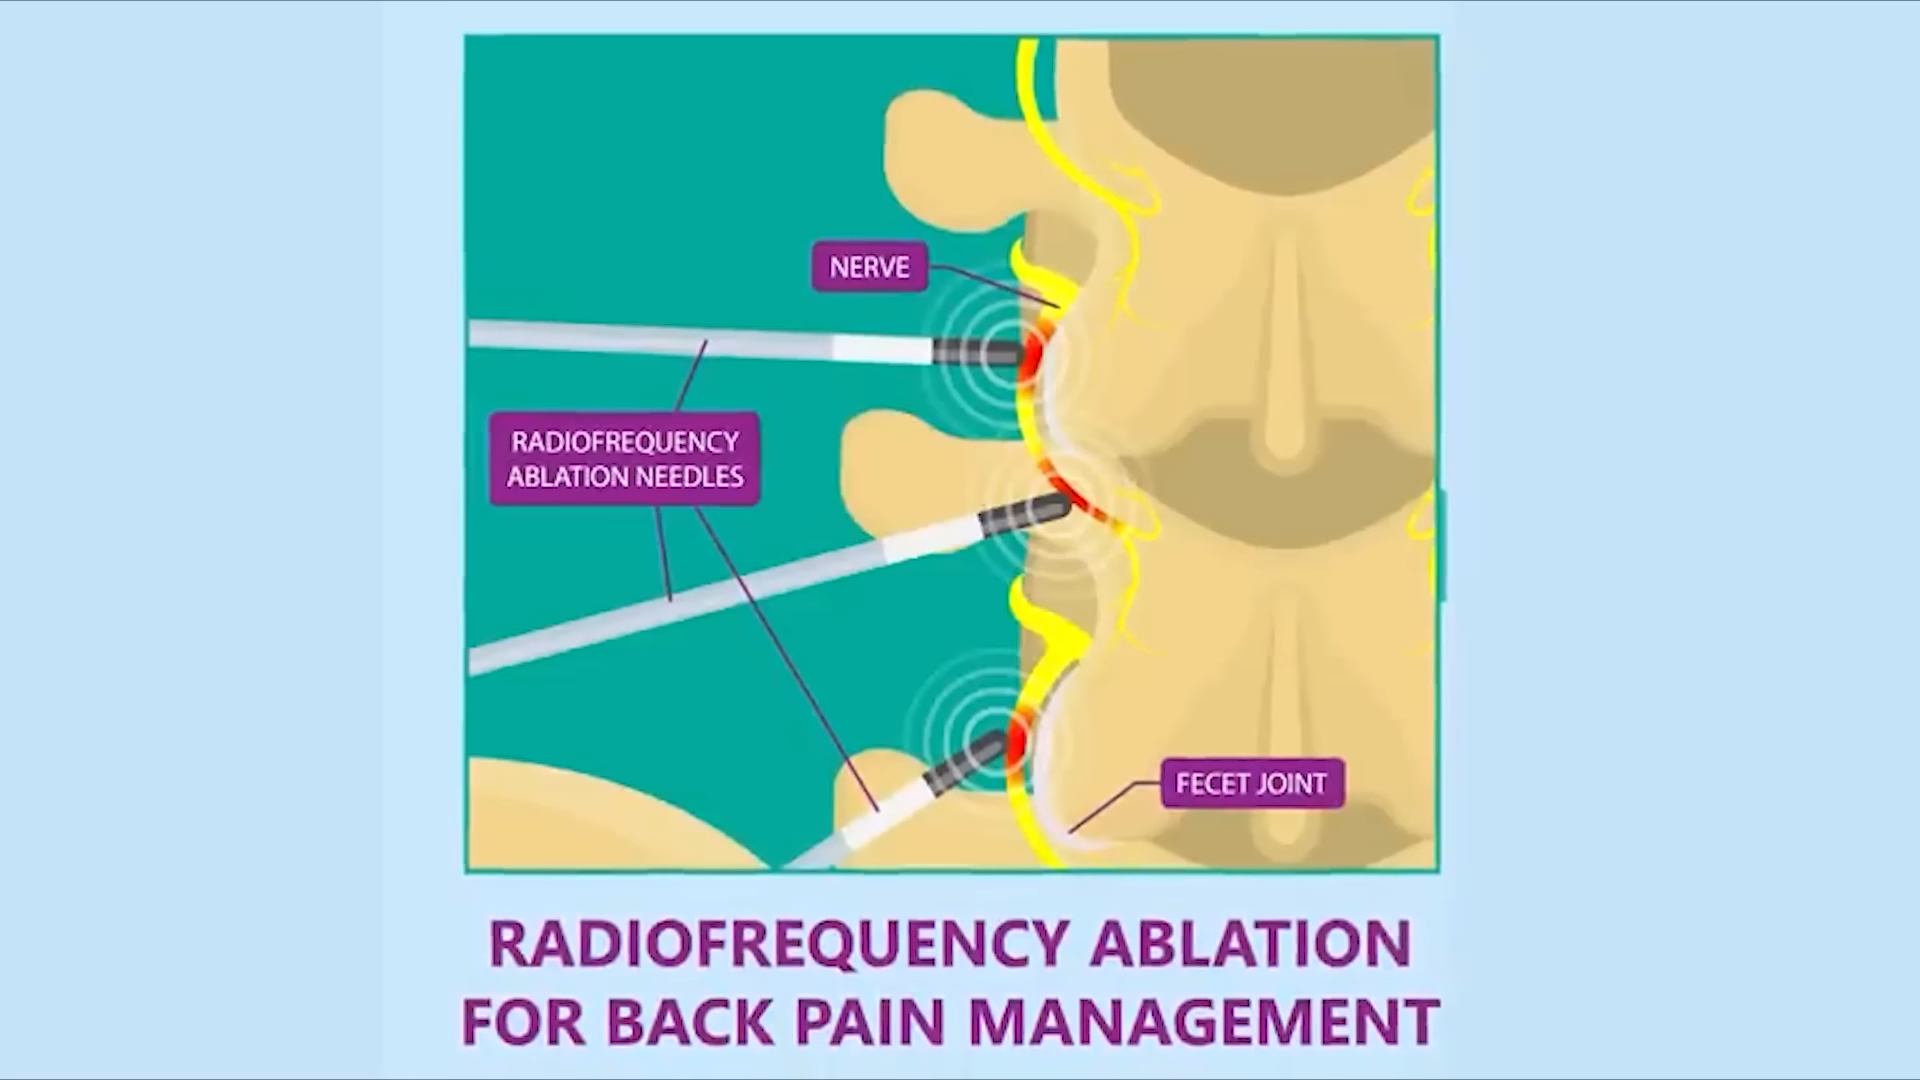 NERVE
RADIOFREQUENCY
ABLATION NEEDLES
FECET JOINT
RADIOFREQUENCY ABLATION
FOR BACK PAIN MANAGEMENT